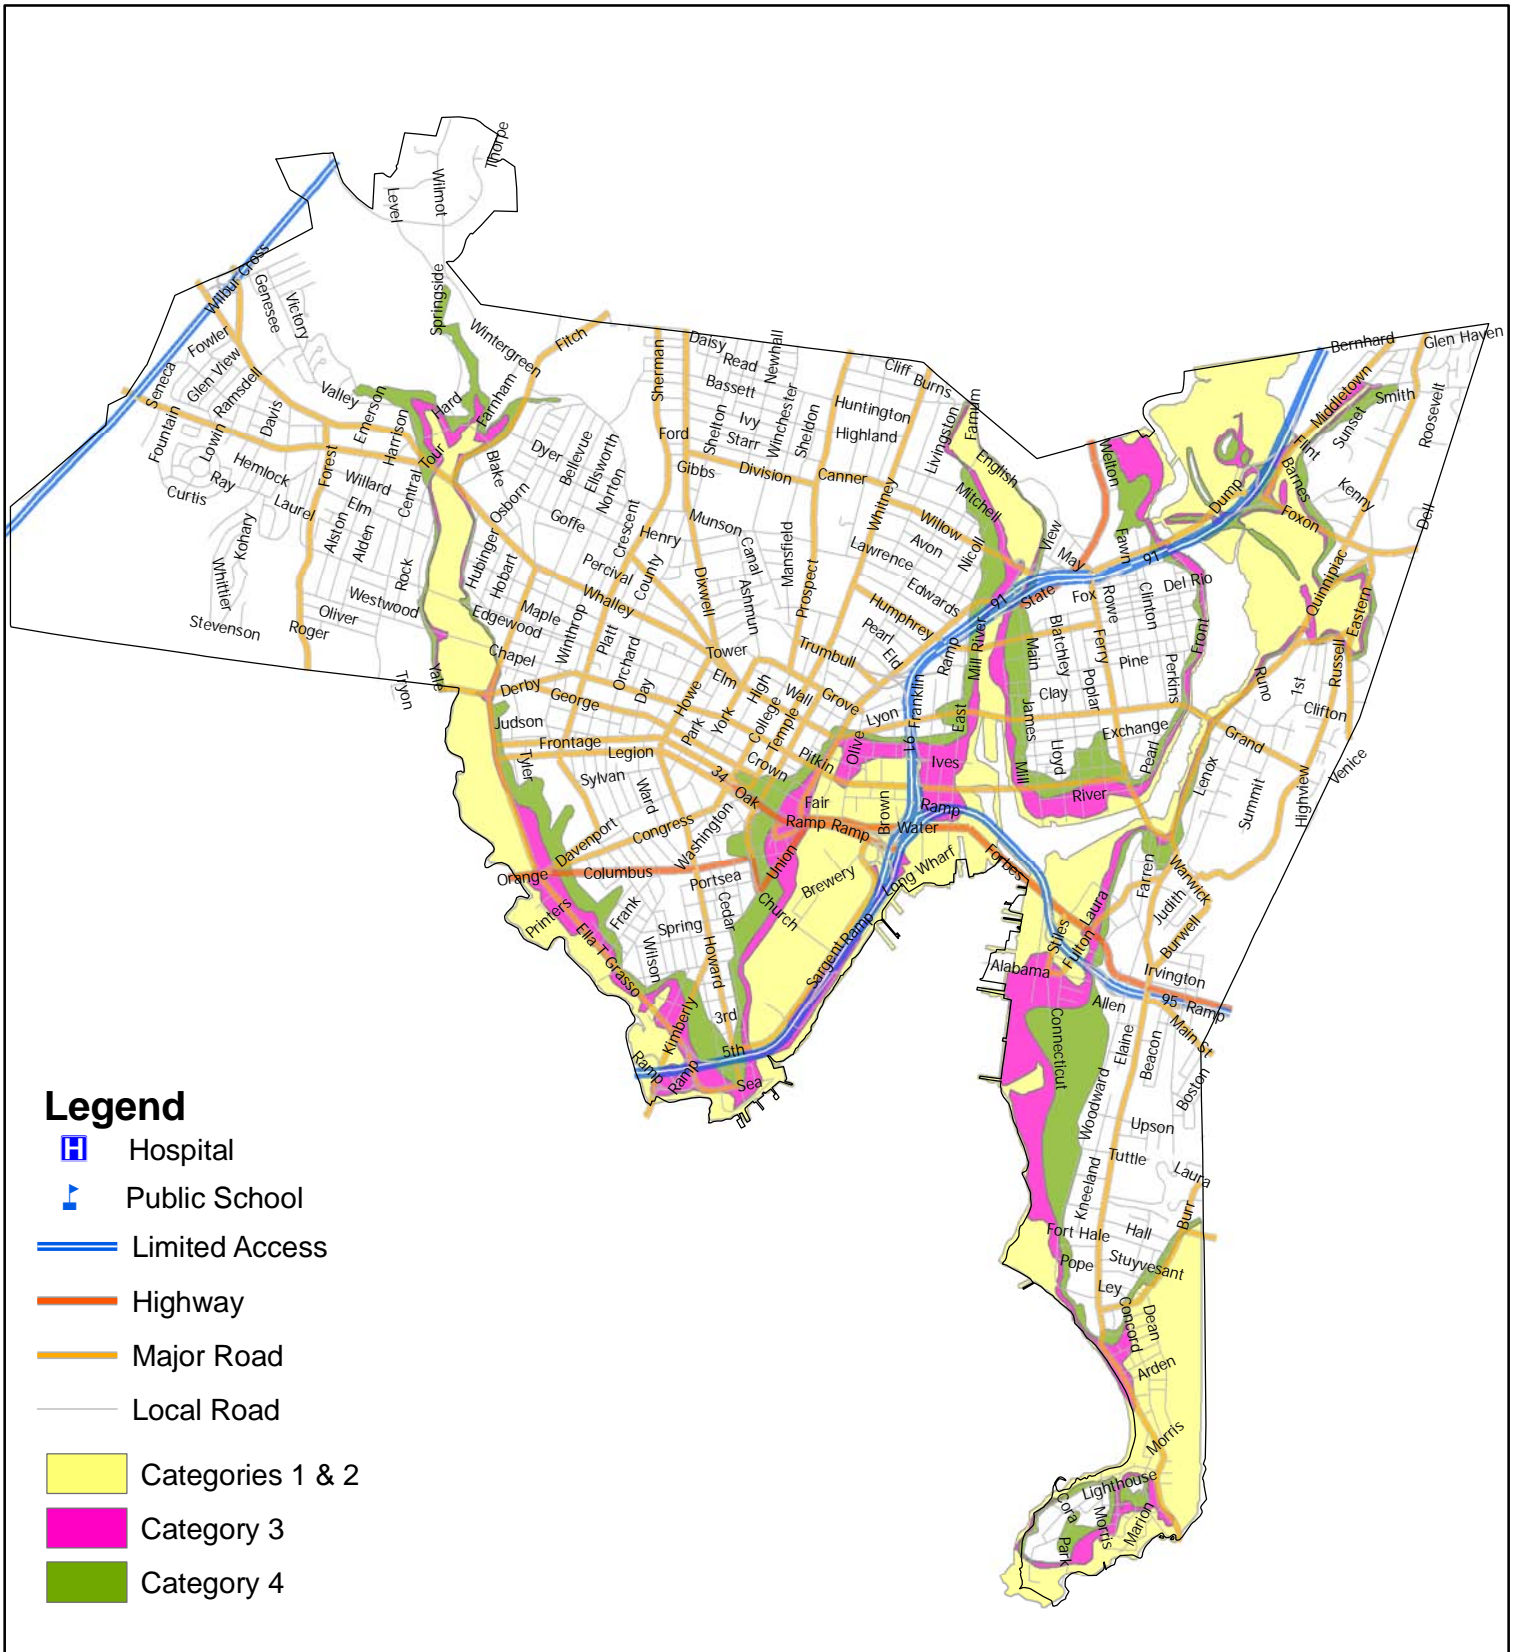 Thorpe
Wilmot
Level
Springside
Wilbur Cross
Genesee
Victory
Wintergreen
Fitch
Fowler
Glen View
Seneca
Ramsdell
Fountain
Lowin
Davis
Valley
Emerson
Harrison
Hard
Farnham
Tour
Forest
Hemlock
Ray
Curtis
Laurel
Willard
Elm
Central
Alston
Alden
Kohary
Whittler
Stevenson
Roger
Oliver
Westwood
Rock
Tryon
Yale
Blake
Osborn
Dyer
Bellevue
Ellsworth
Norton
Goffe
Crescent
Hubinger
Hobart
Edgewood
Maple
Percival
County
Henry
Whalley
Winthrop
Platt
Orchard
Day
Chapel
Derby
George
Sherman
Daisy
Read
Newhall
Bassett
Ivy
Shelton
Starr
Winchester
Sheldon
Ford
Gibbs
Division
Canner
Huntington
Highland
Cliff
Burns
Livingston
Farnum
English
Mitchell
Whitney
Willow
Avon
Nicoll
View
May
Lawrence
Edwards
Munson
Canal
Mansfield
Prospect
Dixwell
Ashmun
Humphrey
Pearl
Eld
Trumbull
Tower
Elm
High
Wall
Grove
Howe
York
Park
College
Temple
Lyon
Franklin
Ramp
Mill River
East
91
State
91
Fox
Rowe
Clinton
Del Rio
Fawn
Welton
91
Dump
Flint
Barnes
Foxon
Kenny
Middletown
Bernhard
Glen Haven
Sunset
Smith
Roosevelt
Dell
Quinnipiac
Eastern
Russell
Front
Runo
1st
Clifton
Grand
Venice
Highview
Summit
Lenox
Main
Blatchley
Ferry
Pine
Perkins
Poplar
Clay
James
Exchange
Lloyd
Pearl
Mill
River
Judson
Frontage
Legion
Tyler
Sylvan
Ward
34
Crown
Pitkin
Olive
Oak
Ives
Fair
Brown
Ramp
Ramp
Ramp
Water
Davenport
Congress
Washington
Union
Orange
Columbus
Portsea
Brewery
Long Wharf
Forbes
Printers
Frank
Cedar
Church
Spring
Howard
Wilson
Ella T Grasso
Sargent
Ramp
Kimberly
3rd
5th
Ramp
Ramp
Sea
Farren
Warwick
Judith
Burwell
Laura
Stiles
Fulton
Alabama
Irvington
Allen
95
Ramp
Main St
Connecticut
Elaine
Beacon
Boston
Woodward
Upson
Tuttle
Laura
Kneeland
Burr
Fort Hale
Hall
Pope
Stuyvesant
Ley
Concord
Dean
Arden
Morris
Lighthouse
Cora
Morris
Marion
Park
Legend
H Hospital
Public School
Limited Access
Highway
Major Road
Local Road
Categories 1 & 2
Category 3
Category 4